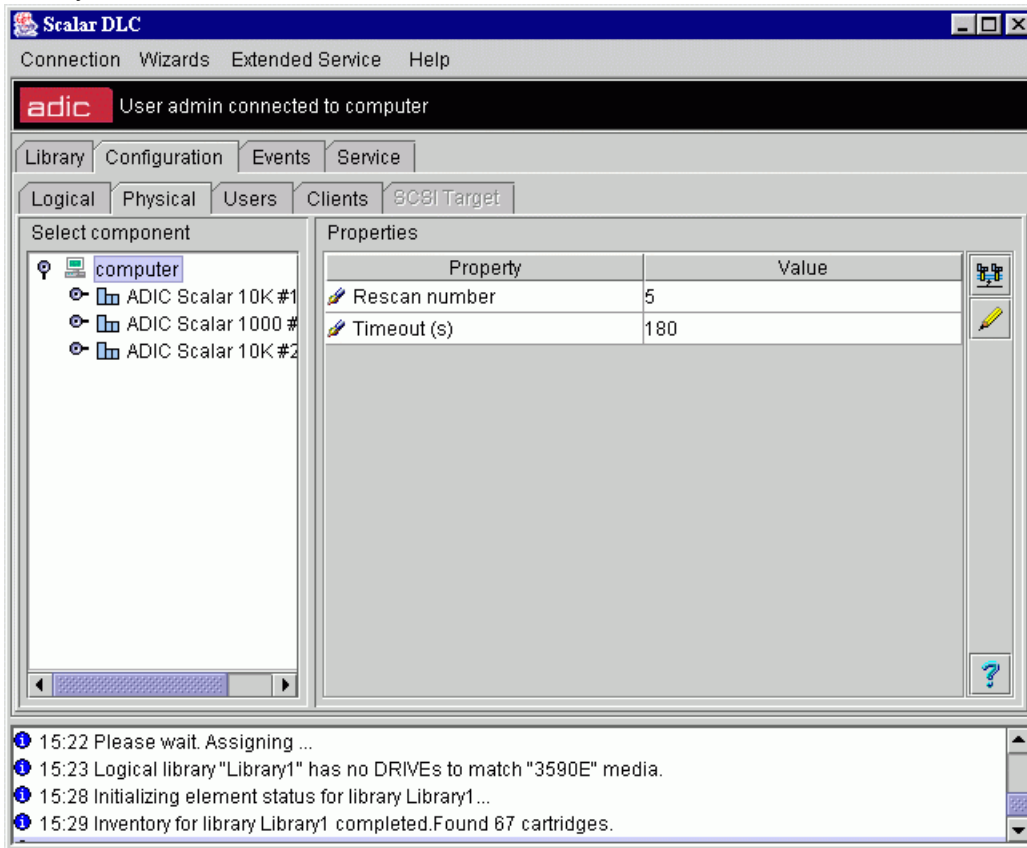 Scalar DLC
Connection Wizards Extended Service Help
adic User admin connected to computer
Library Configuration Events Service
Logical Physical Users Clients SCSI Target
Select component
computer
ADIC Scalar 10K #1
ADIC Scalar 1000 #
ADIC Scalar 10K #2
Properties
Property Value
Rescan number 5
Timeout (s) 180
15:22 Please wait. Assigning ...
15:23 Logical library "Library1" has no DRIVEs to match "3590E" media.
15:28 Initializing element status for library Library1...
15:29 Inventory for library Library1 completed.Found 67 cartridges.